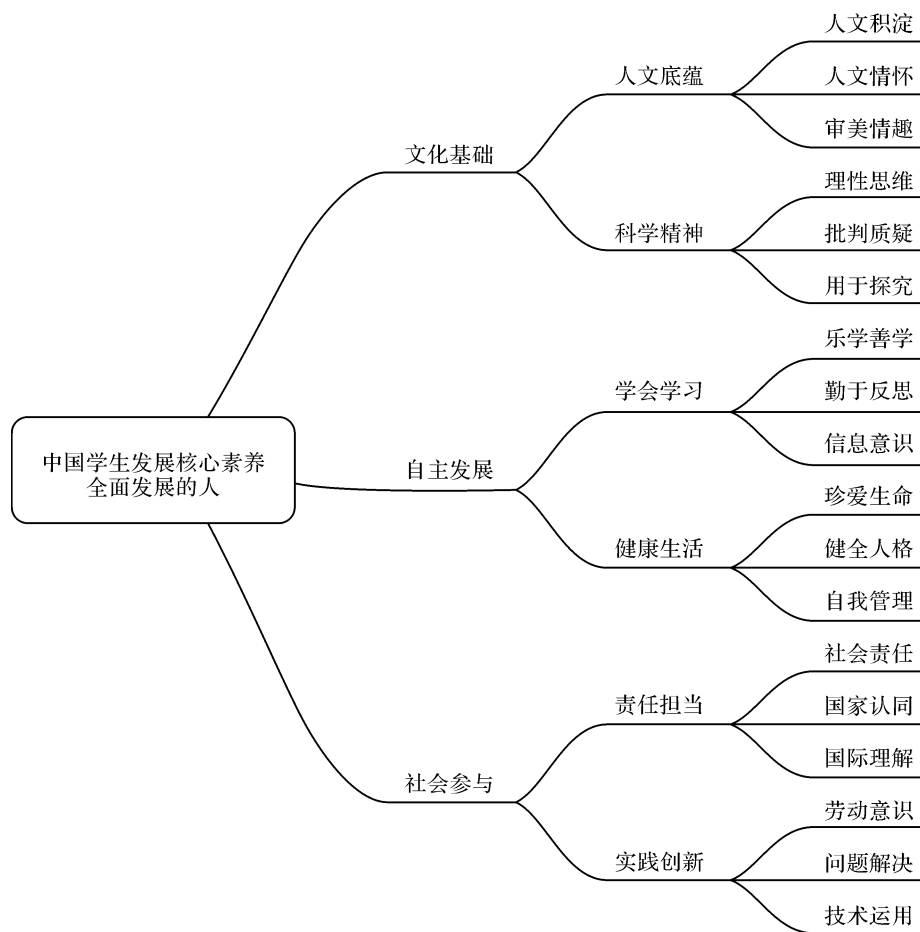 中国学生发展核心素养
全面发展的人
文化基础
人文底蕴
人文积淀
人文情怀
审美情趣
科学精神
理性思维
批判质疑
用于探究
自主发展
学会学习
乐学善学
勤于反思
信息意识
健康生活
珍爱生命
健全人格
自我管理
社会参与
责任担当
社会责任
国家认同
国际理解
实践创新
劳动意识
问题解决
技术运用